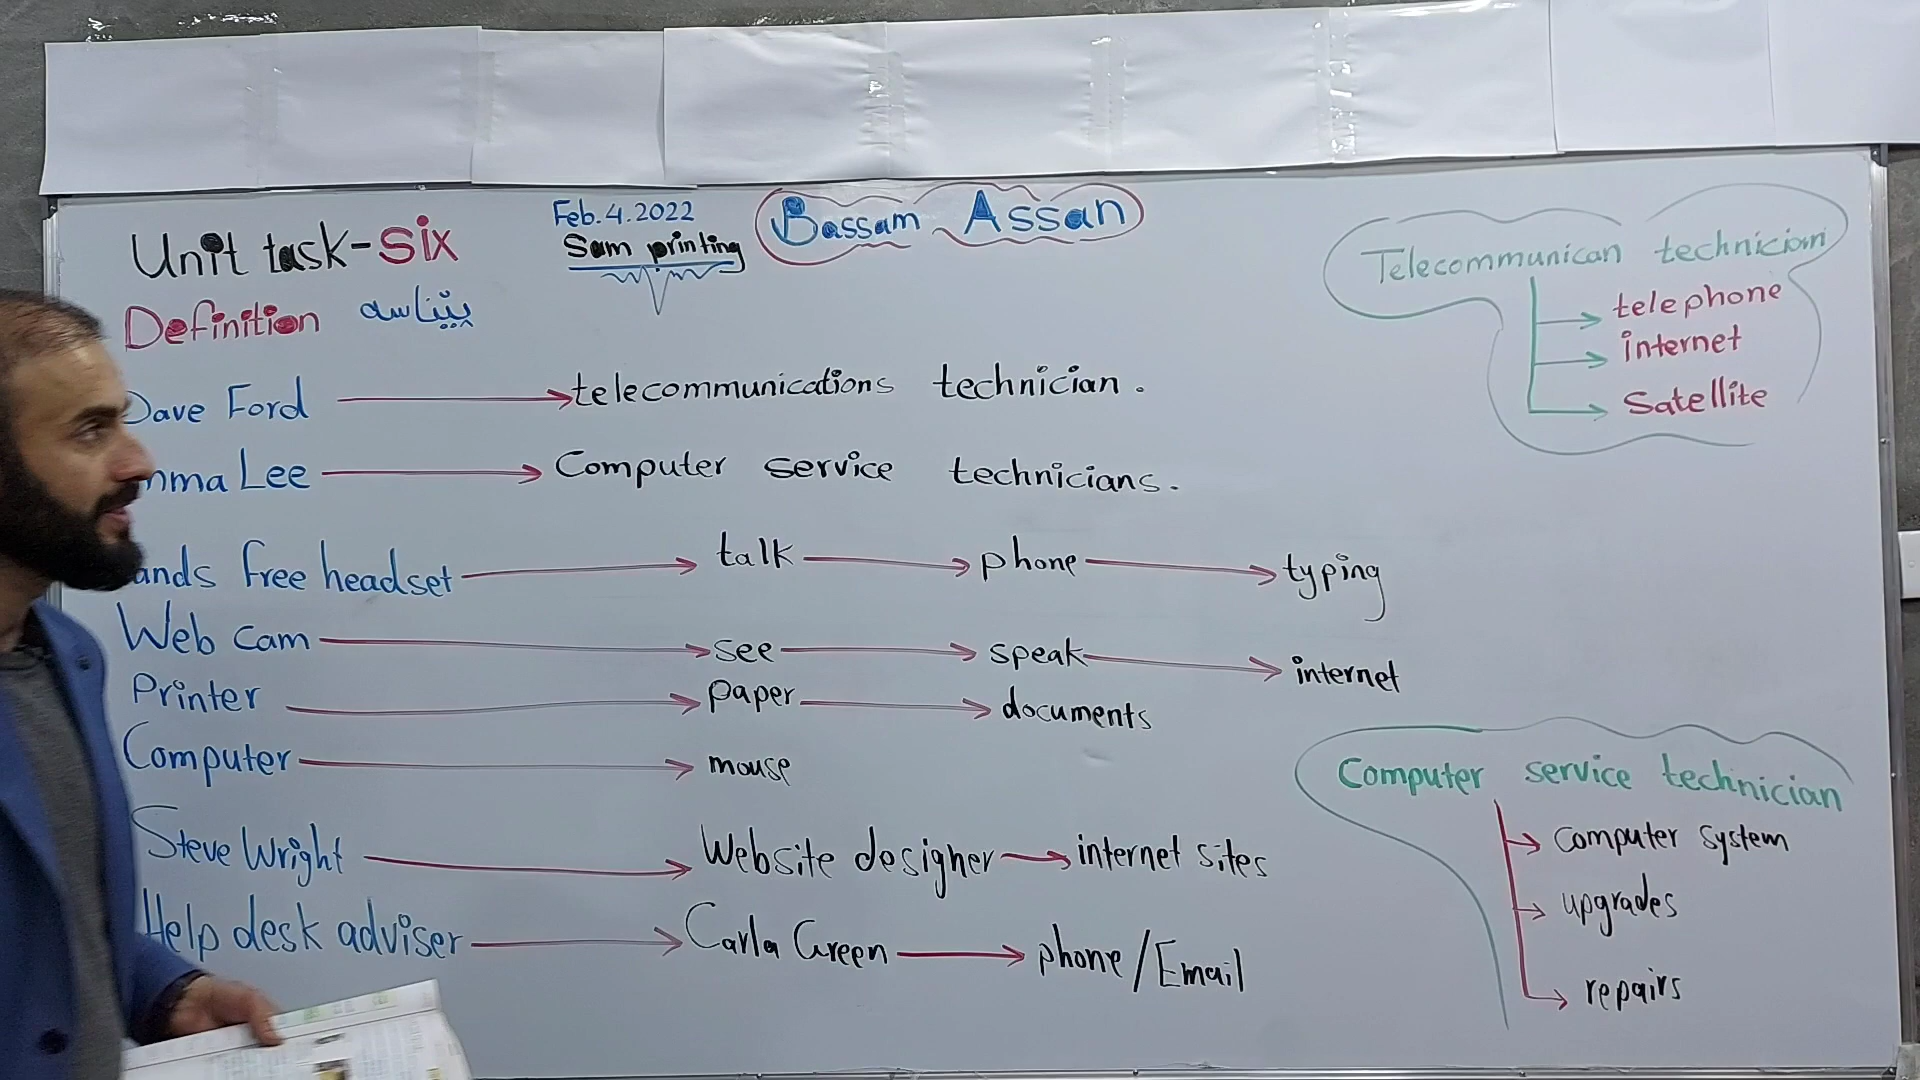 Unit task-Six
Feb.4.2022
Sam printing
Bassam Assan
Definition پێناسه
Dave Ford → telecommunications technician.
mma Lee → Computer service technicians.
ands free headset → talk → phone → typing
Web cam → see → speak → internet
Printer → paper → documents
Computer → mouse
Steve Wright → Website designer → internet sites
Help desk adviser → Carla Green → phone/Email
Telecommunican technician
→ telephone
→ internet
→ Satellite
Computer service technician
→ Computer system
→ upgrades
→ repairs